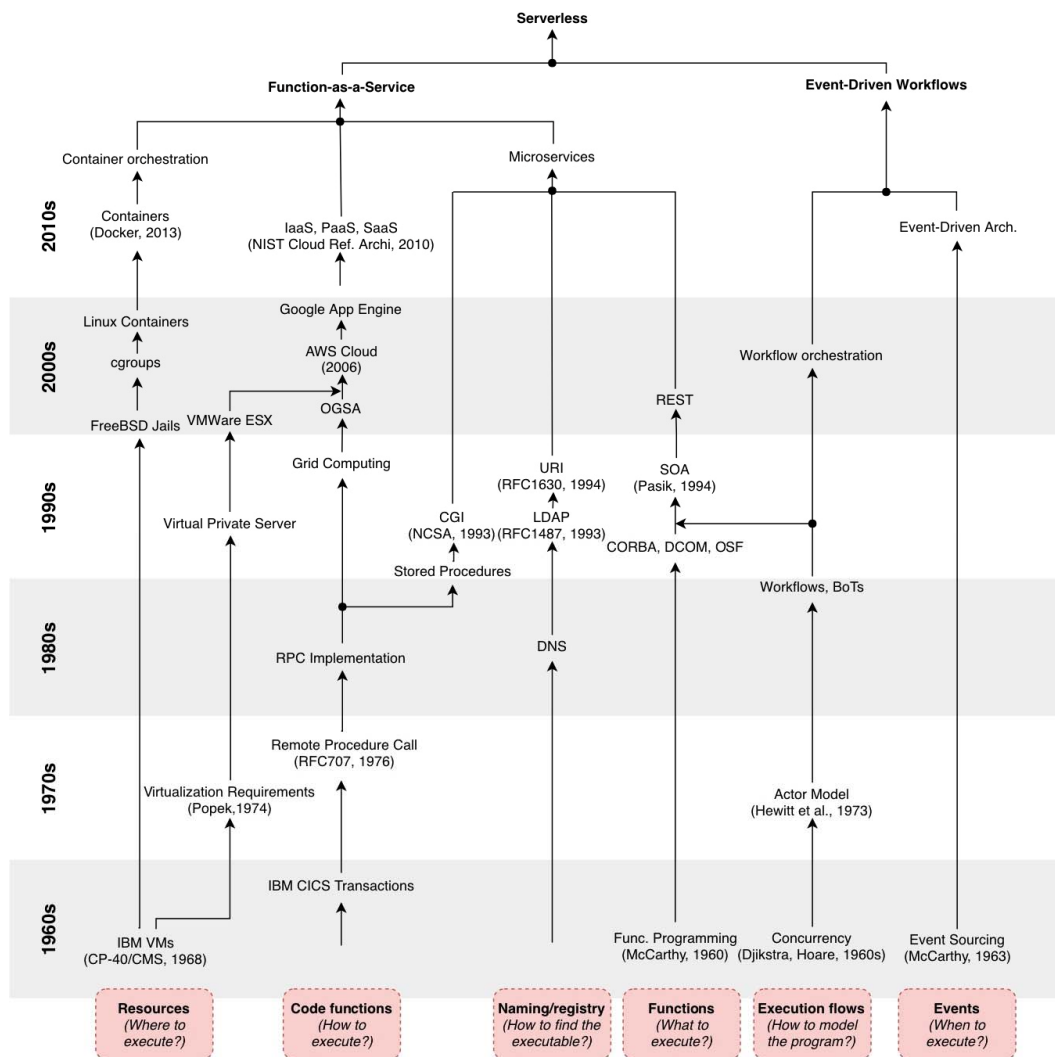 Serverless
Function-as-a-Service
Event-Driven Workflows
Container orchestration
Microservices
2010s
Containers
(Docker, 2013)
IaaS, PaaS, SaaS
(NIST Cloud Ref. Archi, 2010)
Event-Driven Arch.
2000s
Google App Engine
Linux Containers
AWS Cloud
(2006)
Workflow orchestration
cgroups
OGSA
REST
FreeBSD Jails
VMWare ESX
1990s
Grid Computing
URI
(RFC1630, 1994)
SOA
(Pasik, 1994)
Virtual Private Server
CGI
(NCSA, 1993)
LDAP
(RFC1487, 1993)
CORBA, DCOM, OSF
Stored Procedures
Workflows, BoTs
1980s
RPC Implementation
DNS
1970s
Remote Procedure Call
(RFC707, 1976)
Virtualization Requirements
(Popek,1974)
Actor Model
(Hewitt et al., 1973)
1960s
IBM CICS Transactions
IBM VMs
(CP-40/CMS, 1968)
Func. Programming
(McCarthy, 1960)
Concurrency
(Djikstra, Hoare, 1960s)
Event Sourcing
(McCarthy, 1963)
Resources
(Where to
execute?)
Code functions
(How to
execute?)
Naming/registry
(How to find the
executable?)
Functions
(What to
execute?)
Execution flows
(How to model
the program?)
Events
(When to
execute?)